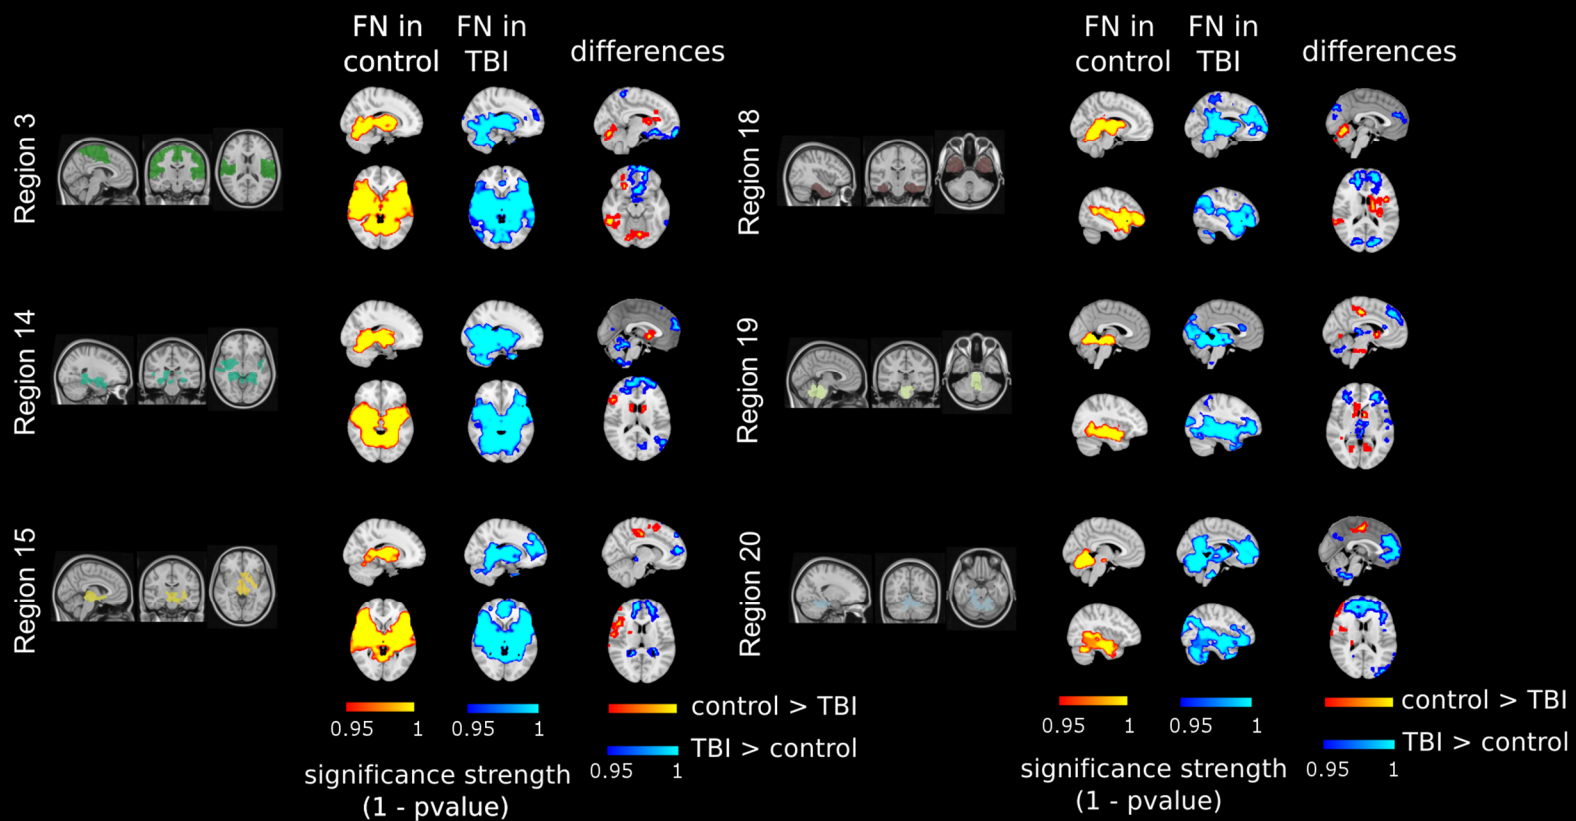 FN in
control
FN in
TBI
differences
FN in
control
FN in
TBI
differences
Region 3
Region 18
Region 14
Region 19
Region 15
Region 20
0.95 1
0.95 1
control > TBI
TBI > control
0.95 1
significance strength
(1 - pvalue)
0.95 1
0.95 1
control > TBI
TBI > control
0.95 1
significance strength
(1 - pvalue)